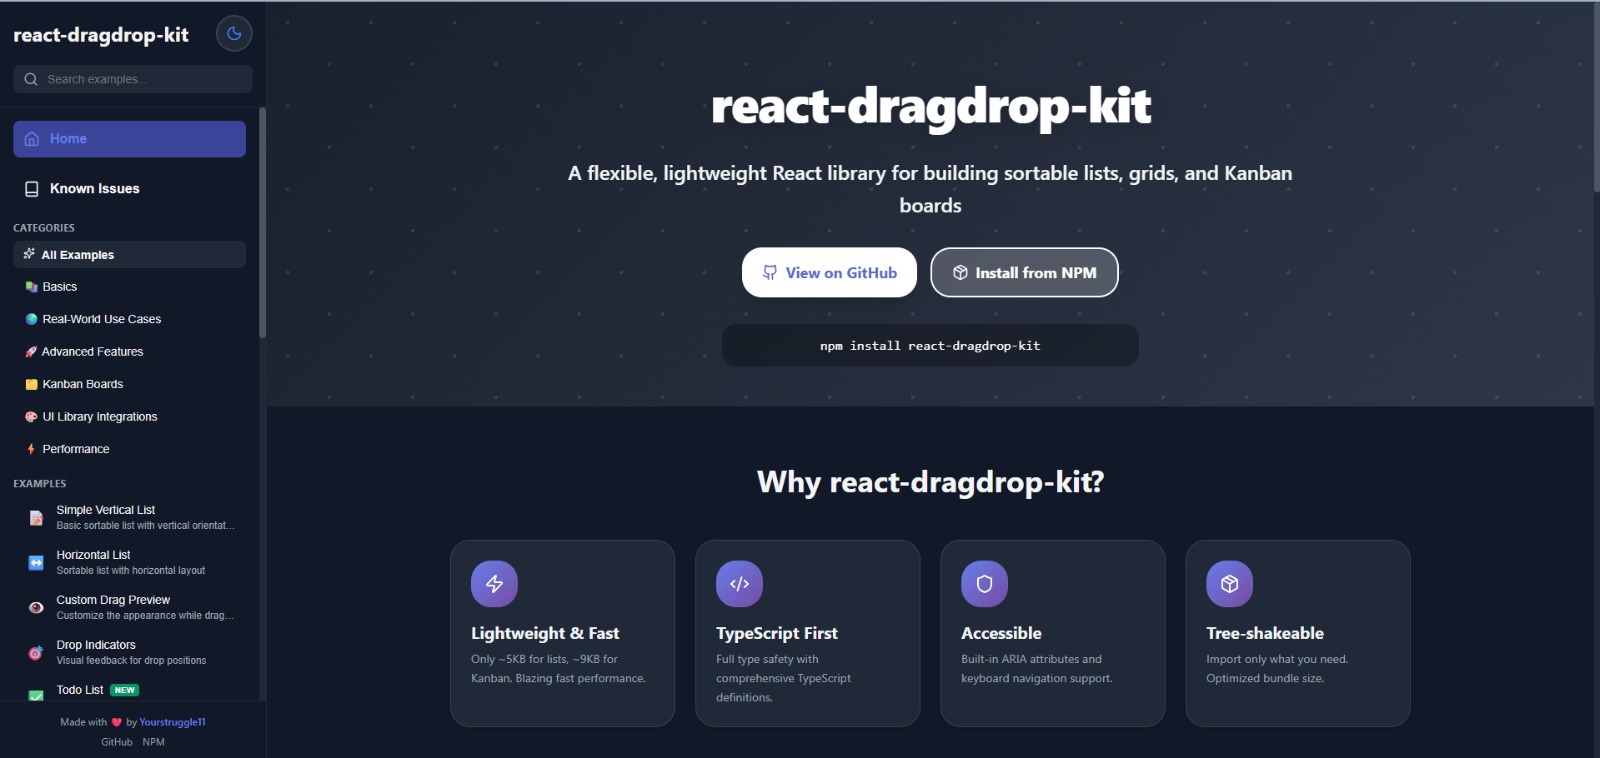 react-dragdrop-kit
Search examples...
Home
Known Issues
CATEGORIES
All Examples
Basics
Real-World Use Cases
Advanced Features
Kanban Boards
UI Library Integrations
Performance
EXAMPLES
Simple Vertical List
Basic sortable list with vertical orientat...
Horizontal List
Sortable list with horizontal layout
Custom Drag Preview
Customize the appearance while drag...
Drop Indicators
Visual feedback for drop positions
Todo List NEW
Made with ❤️ by Yourstruggle11
GitHub NPM
react-dragdrop-kit
A flexible, lightweight React library for building sortable lists, grids, and Kanban
boards
View on GitHub
Install from NPM
npm install react-dragdrop-kit
Why react-dragdrop-kit?
Lightweight & Fast
Only ~5KB for lists, ~9KB for
Kanban. Blazing fast performance.
TypeScript First
Full type safety with
comprehensive TypeScript
definitions.
Accessible
Built-in ARIA attributes and
keyboard navigation support.
Tree-shakeable
Import only what you need.
Optimized bundle size.